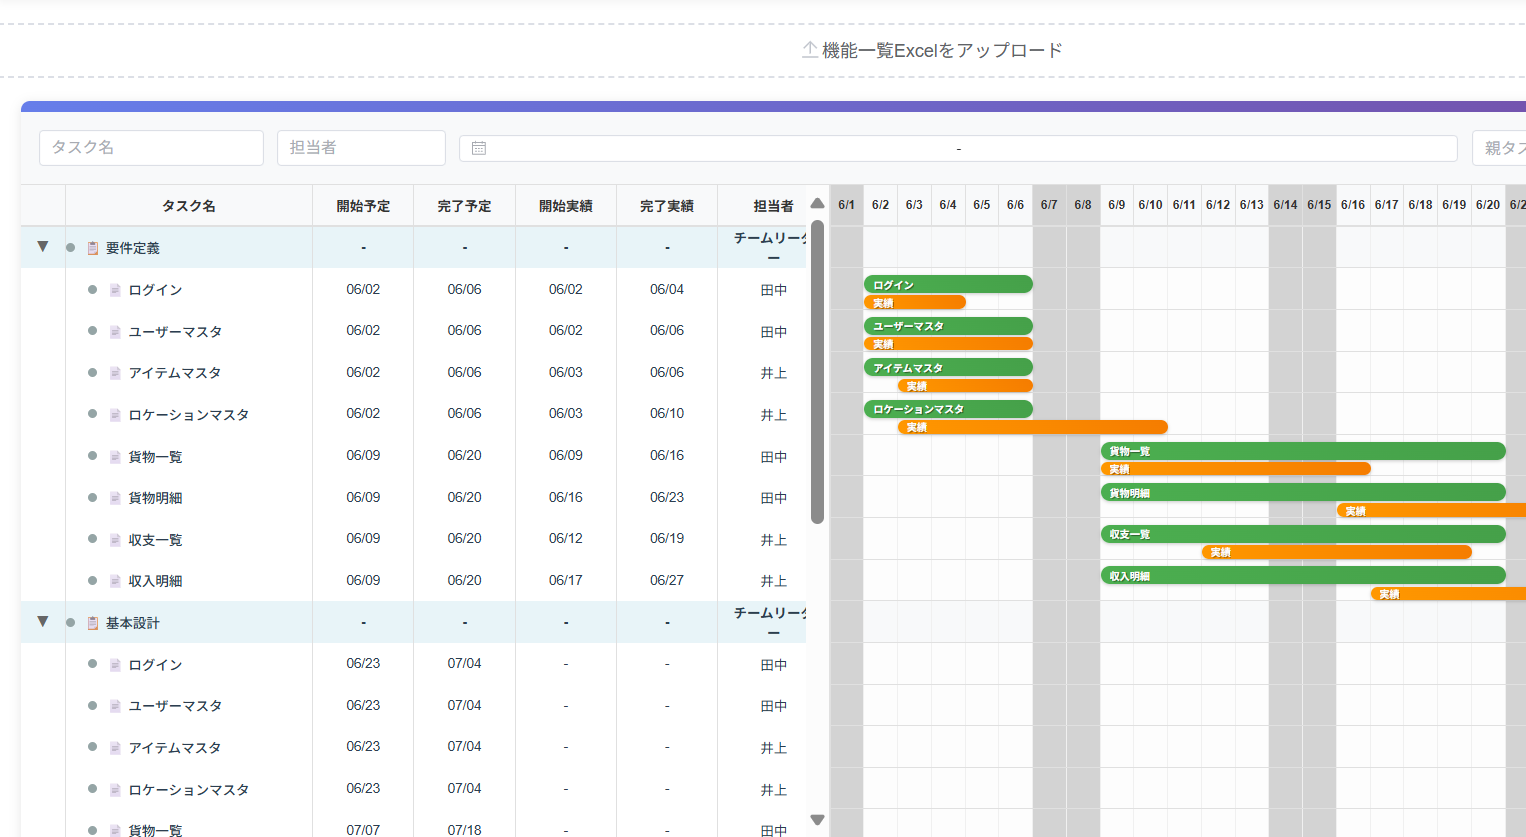 機能一覧Excelをアップロード
タスク名 担当者 - 親タス
タスク名 開始予定 完了予定 開始実績 完了実績 担当者 6/1 6/2 6/3 6/4 6/5 6/6 6/7 6/8 6/9 6/10 6/11 6/12 6/13 6/14 6/15 6/16 6/17 6/18 6/19 6/20
▼ 要件定義 - - - - チームリーダー
ログイン 06/02 06/06 06/02 06/04 田中 ログイン
実績
ユーザーマスタ 06/02 06/06 06/02 06/06 田中 ユーザーマスタ
実績
アイテムマスタ 06/02 06/06 06/03 06/06 井上 アイテムマスタ
実績
ロケーションマスタ 06/02 06/06 06/03 06/10 井上 ロケーションマスタ
実績
貨物一覧 06/09 06/20 06/09 06/16 田中 貨物一覧
実績
貨物明細 06/09 06/20 06/16 06/23 田中 貨物明細
実績
収支一覧 06/09 06/20 06/12 06/19 井上 収支一覧
実績
収入明細 06/09 06/20 06/17 06/27 井上 収入明細
実績
▼ 基本設計 - - - - チームリーダー
ログイン 06/23 07/04 - - 田中
ユーザーマスタ 06/23 07/04 - - 田中
アイテムマスタ 06/23 07/04 - - 井上
ロケーションマスタ 06/23 07/04 - - 井上
貨物一覧 07/07 07/18 - - 田中